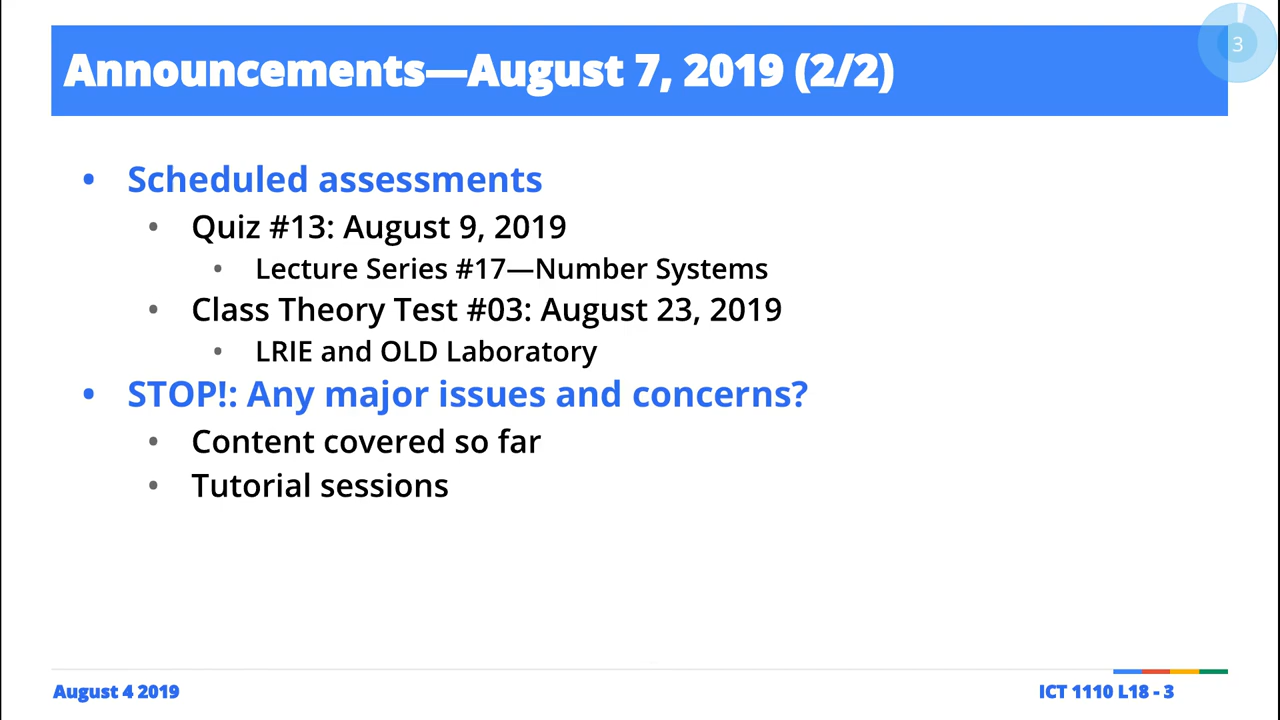 Announcements—August 7, 2019 (2/2)
3
• Scheduled assessments
• Quiz #13: August 9, 2019
• Lecture Series #17—Number Systems
• Class Theory Test #03: August 23, 2019
• LRIE and OLD Laboratory
• STOP!: Any major issues and concerns?
• Content covered so far
• Tutorial sessions
August 4 2019
ICT 1110 L18 - 3